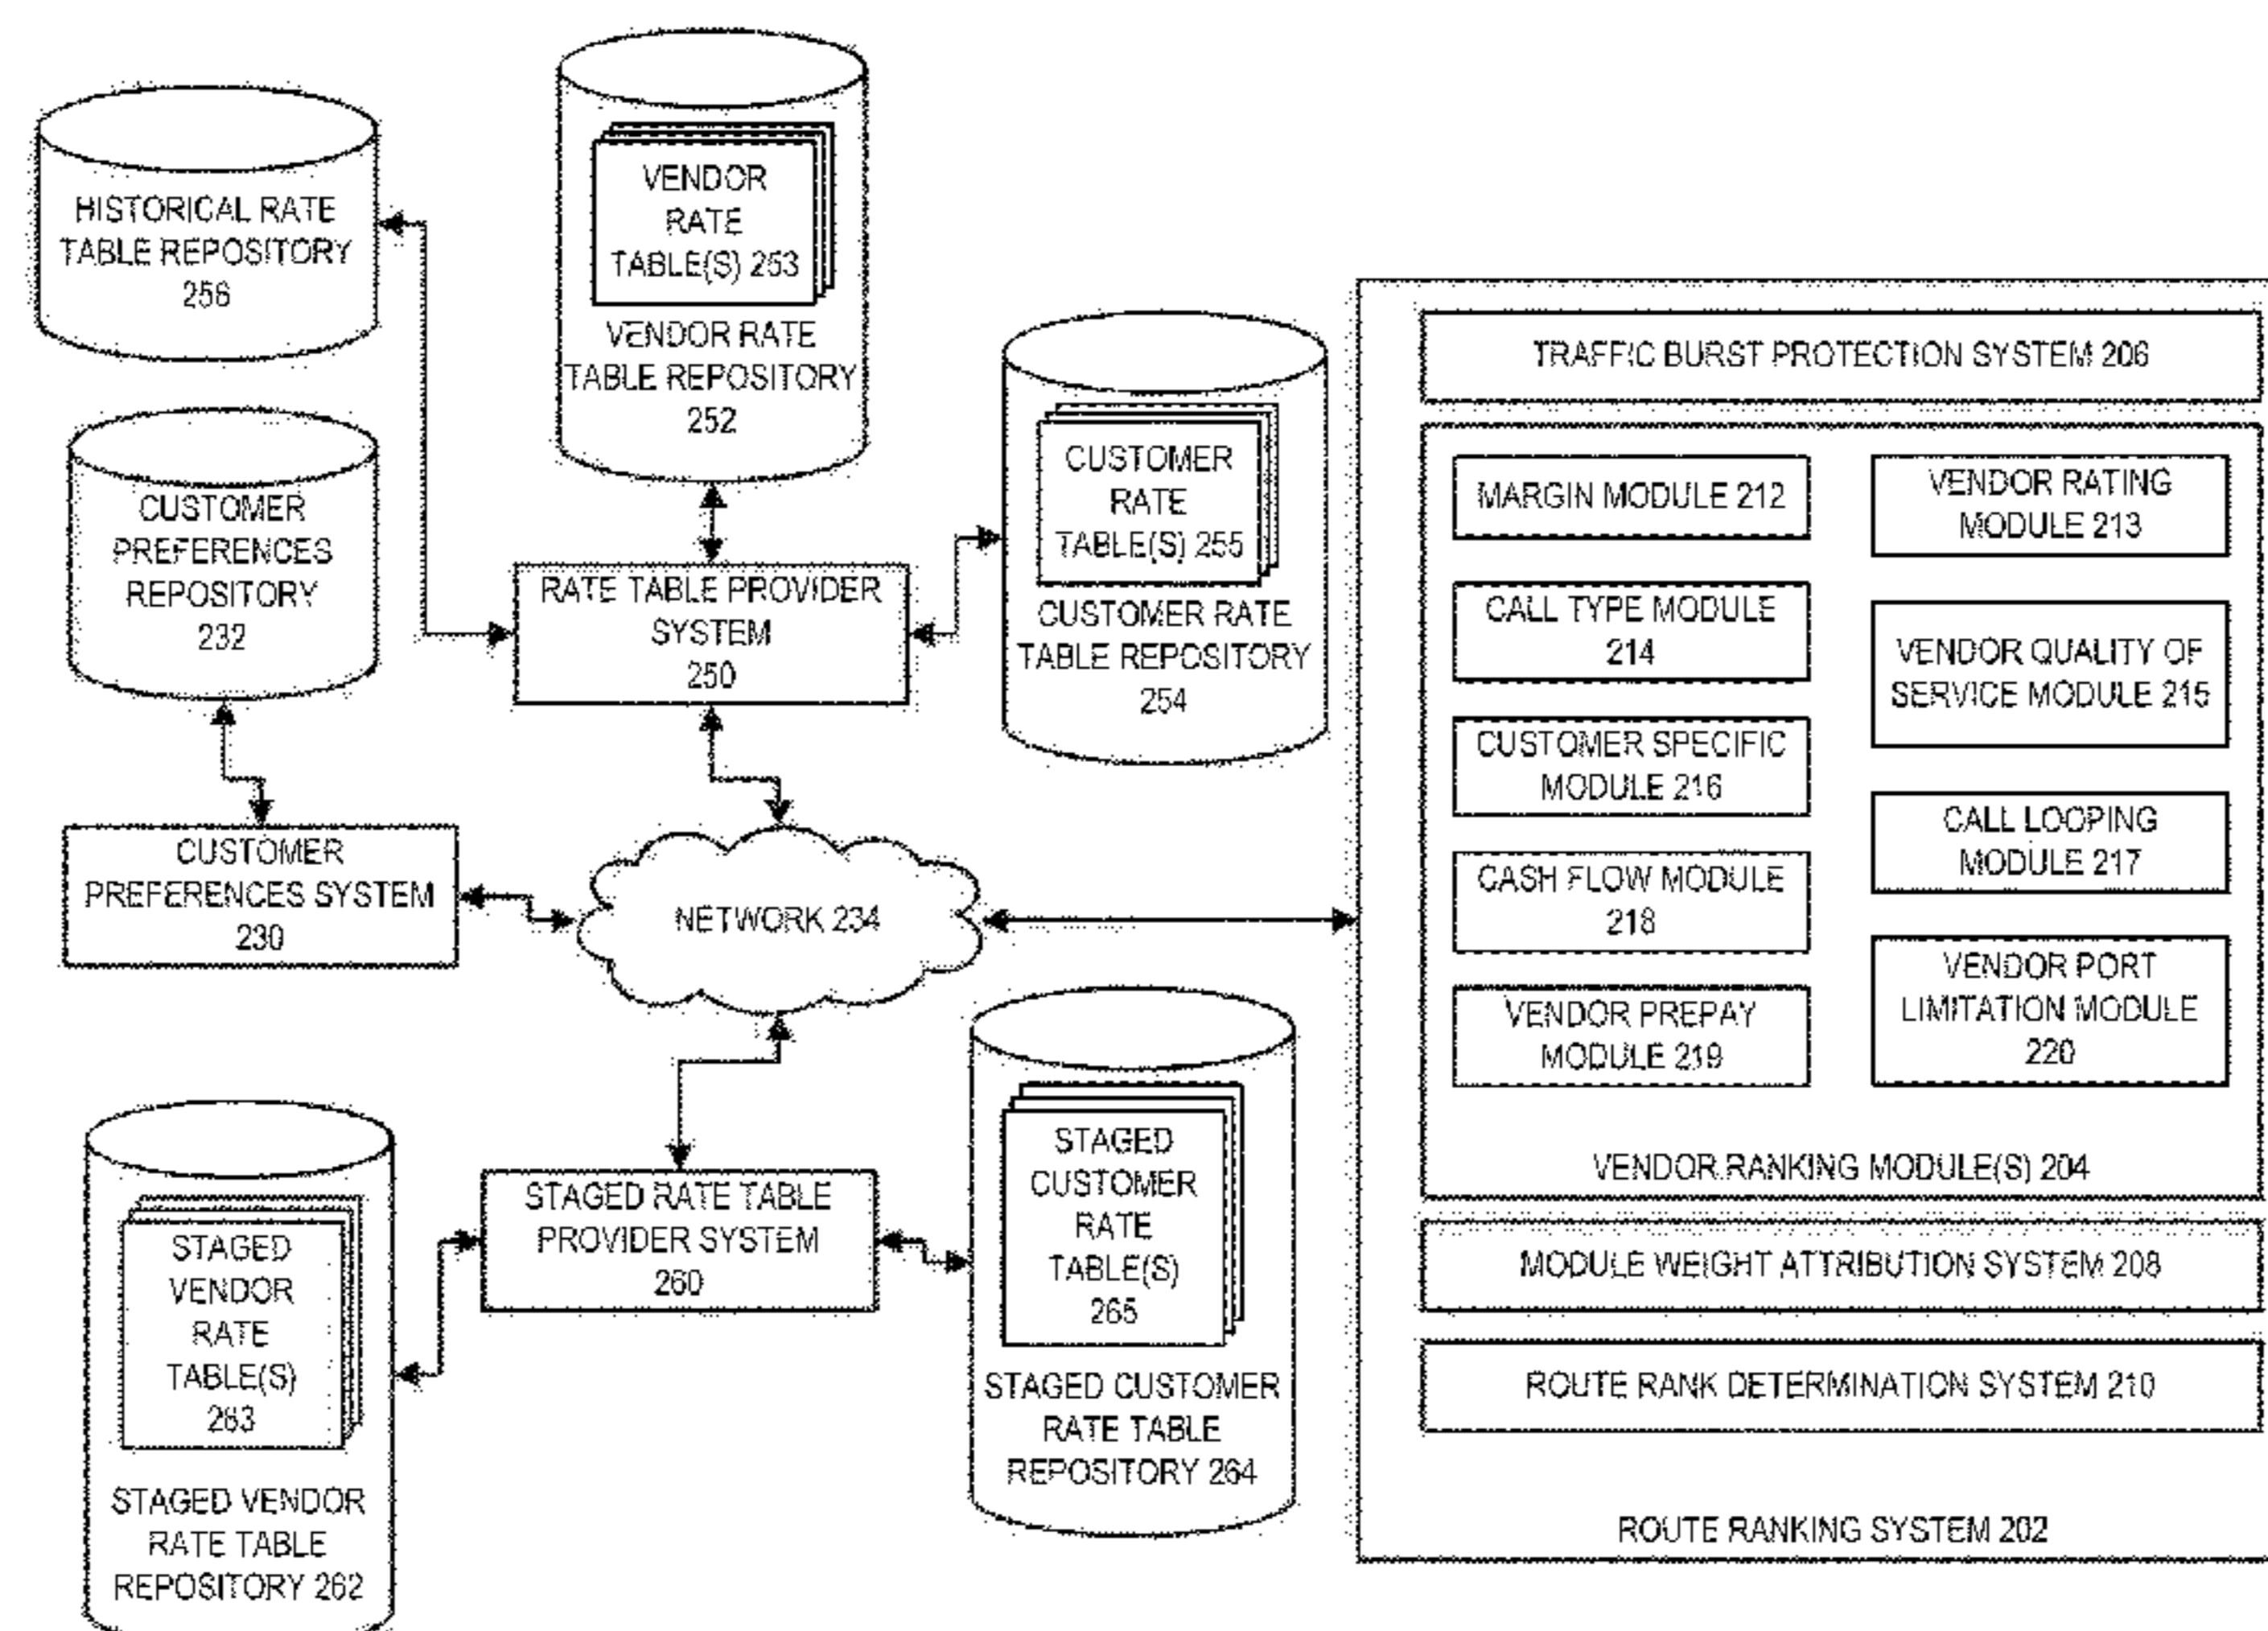 HISTORICAL RATE
TABLE REPOSITORY
256
VENDOR
RATE
TABLE(S) 253
VENDOR RATE
TABLE REPOSITORY
252
CUSTOMER
PREFERENCES
REPOSITORY
232
RATE TABLE PROVIDER
SYSTEM
250
CUSTOMER
RATE
TABLE(S) 255
CUSTOMER RATE
TABLE REPOSITORY
254
CUSTOMER
PREFERENCES SYSTEM
230
NETWORK 234
STAGED RATE TABLE
PROVIDER SYSTEM
260
STAGED
VENDOR
RATE
TABLE(S)
263
STAGED VENDOR
RATE TABLE
REPOSITORY 262
STAGED
CUSTOMER
RATE
TABLE(S)
265
STAGED CUSTOMER
RATE TABLE
REPOSITORY 264
TRAFFIC BURST PROTECTION SYSTEM 206
MARGIN MODULE 212
VENDOR RATING
MODULE 213
CALL TYPE MODULE
214
VENDOR QUALITY OF
SERVICE MODULE 215
CUSTOMER SPECIFIC
MODULE 216
CALL LOOPING
MODULE 217
CASH FLOW MODULE
218
VENDOR PREPAY
MODULE 219
VENDOR PORT
LIMITATION MODULE
220
VENDOR RANKING MODULE(S) 204
MODULE WEIGHT ATTRIBUTION SYSTEM 208
ROUTE RANK DETERMINATION SYSTEM 210
ROUTE RANKING SYSTEM 202